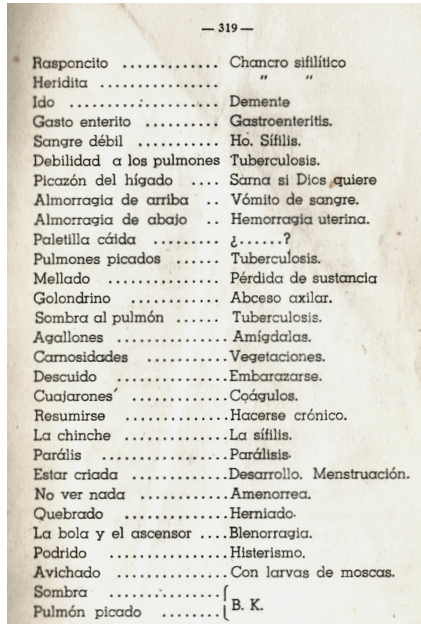 — 319 —
Rasponcito ............. Chancro sifilítico
Heridita ................ " "
Ido .................... Demente
Gasto enterito .......... Gastroenteritis.
Sangre débil ........... Ho. Sífilis.
Debilidad a los pulmones Tuberculosis.
Picazón del hígado .... Sarna si Dios quiere
Almorragia de arriba .. Vómito de sangre.
Almorragia de abajo .. Hemorragia uterina.
Paletilla cáida ......... ¿......?
Pulmones picados ...... Tuberculosis.
Mellado ............... Pérdida de sustancia
Golondrino ............ Abceso axilar.
Sombra al pulmón ...... Tuberculosis.
Agallones .............. Amígdalas.
Carnosidades ........... Vegetaciones.
Descuido ............... Embarazarse.
Cuajarones ............. Coágulos.
Resumirse .............. Hacerse crónico.
La chinche ............. La sífilis.
Parális ................. Parálisis.
Estar criada ............ Desarrollo. Menstruación.
No ver nada ............ Amenorrea.
Quebrado .............. Herniado.
La bola y el ascensor .... Blenorragia.
Podrido ................ Histerismo.
Avichado ............... Con larvas de moscas.
Sombra ................
Pulmón picado ........ B. K.